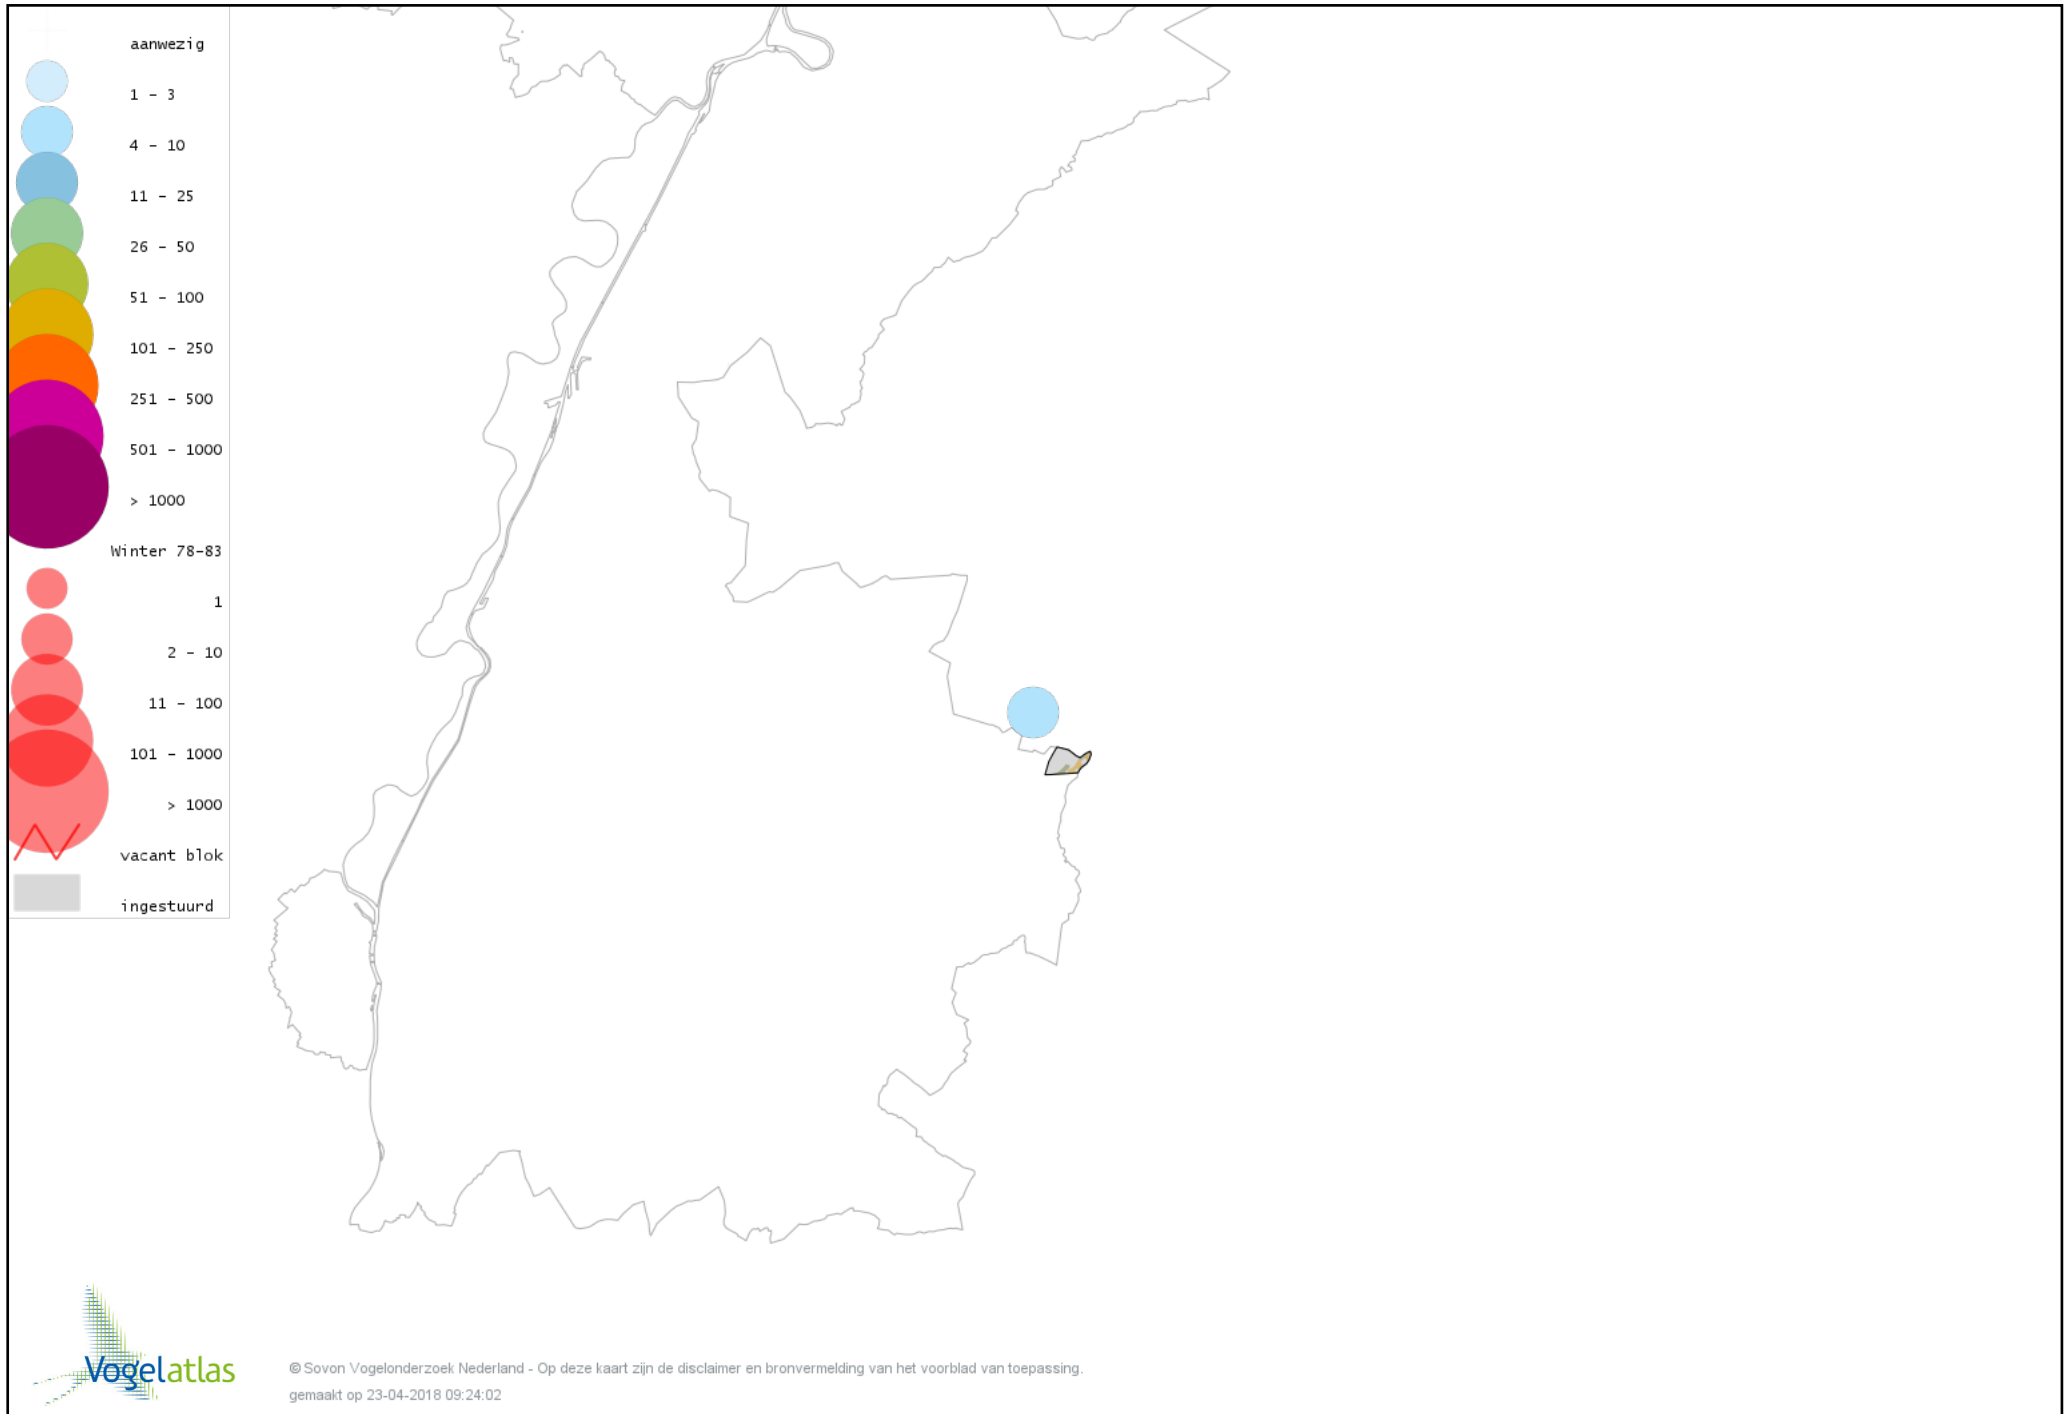 aanwezig
1 - 3
4 - 10
11 - 25
26 - 50
51 - 100
101 - 250
251 - 500
501 - 1000
> 1000
Winter 78-83
1
2 - 10
11 - 100
101 - 1000
> 1000
vacant blok
ingestuurd
Vogelatlas
© Sovon Vogelonderzoek Nederland - Op deze kaart zijn de disclaimer en bronvermelding van het voorblad van toepassing.
gemaakt op 23-04-2018 09:24:02